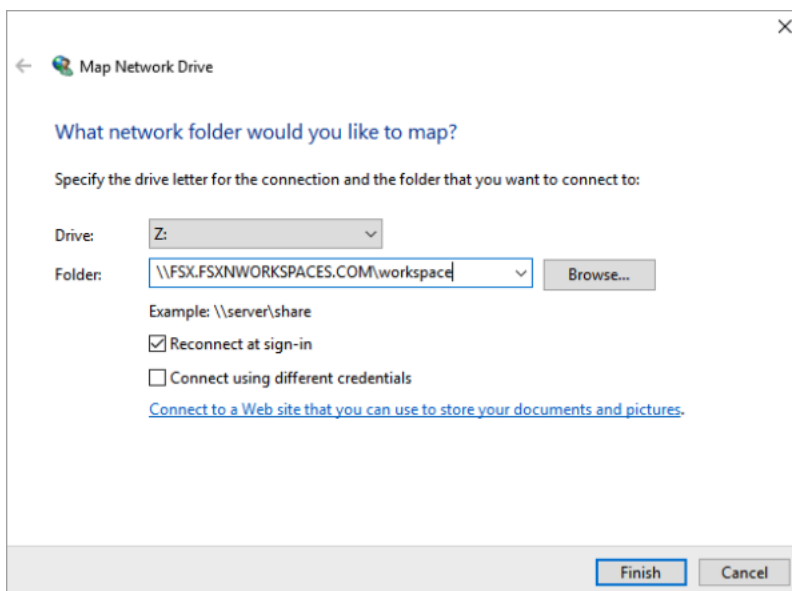 Map Network Drive
What network folder would you like to map?
Specify the drive letter for the connection and the folder that you want to connect to:
Drive: Z:
Folder: \\FSX.FSXNWORKSPACES.COM\workspace Browse...
Example: \\server\share
Reconnect at sign-in
Connect using different credentials
Connect to a Web site that you can use to store your documents and pictures.
Finish Cancel